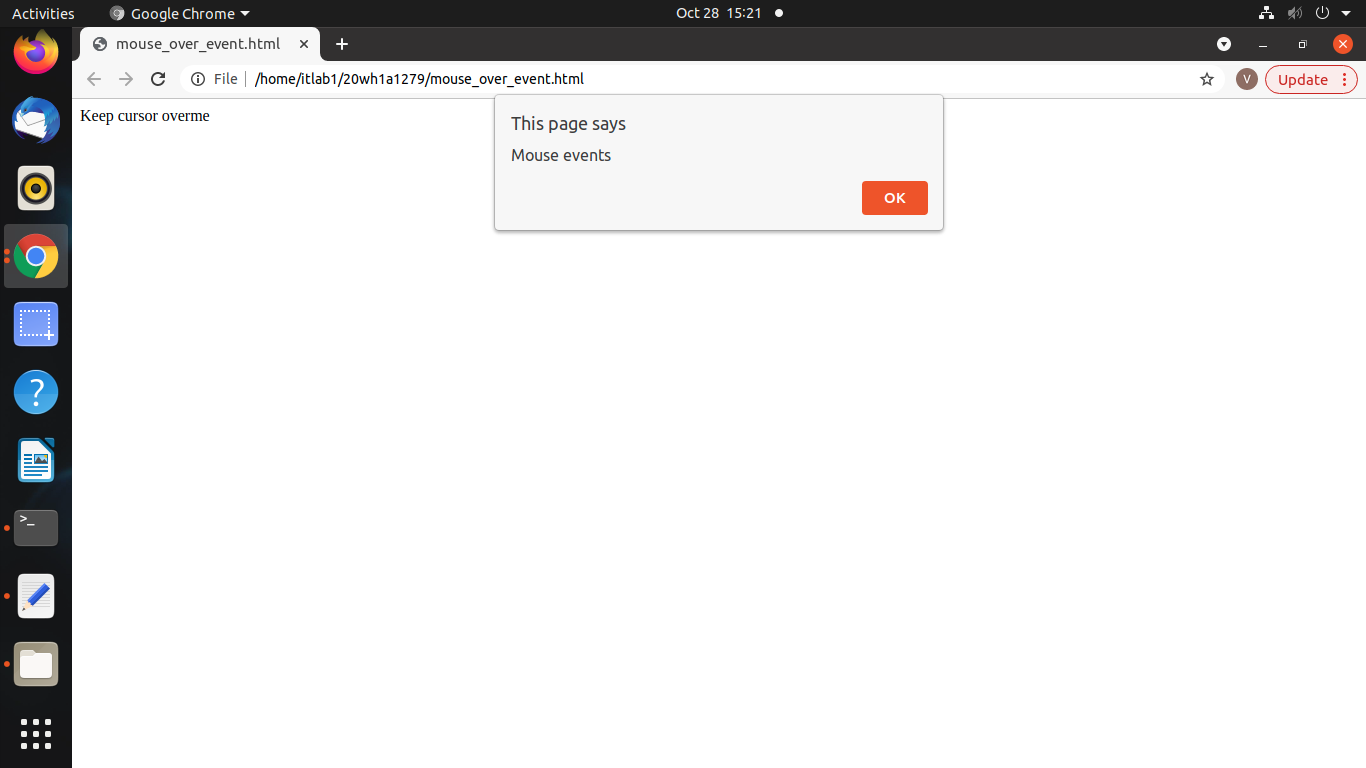 Activities Google Chrome Oct 28 15:21
mouse_over_event.html
File /home/itlab1/20wh1a1279/mouse_over_event.html V Update
Keep cursor overme
This page says
Mouse events
OK